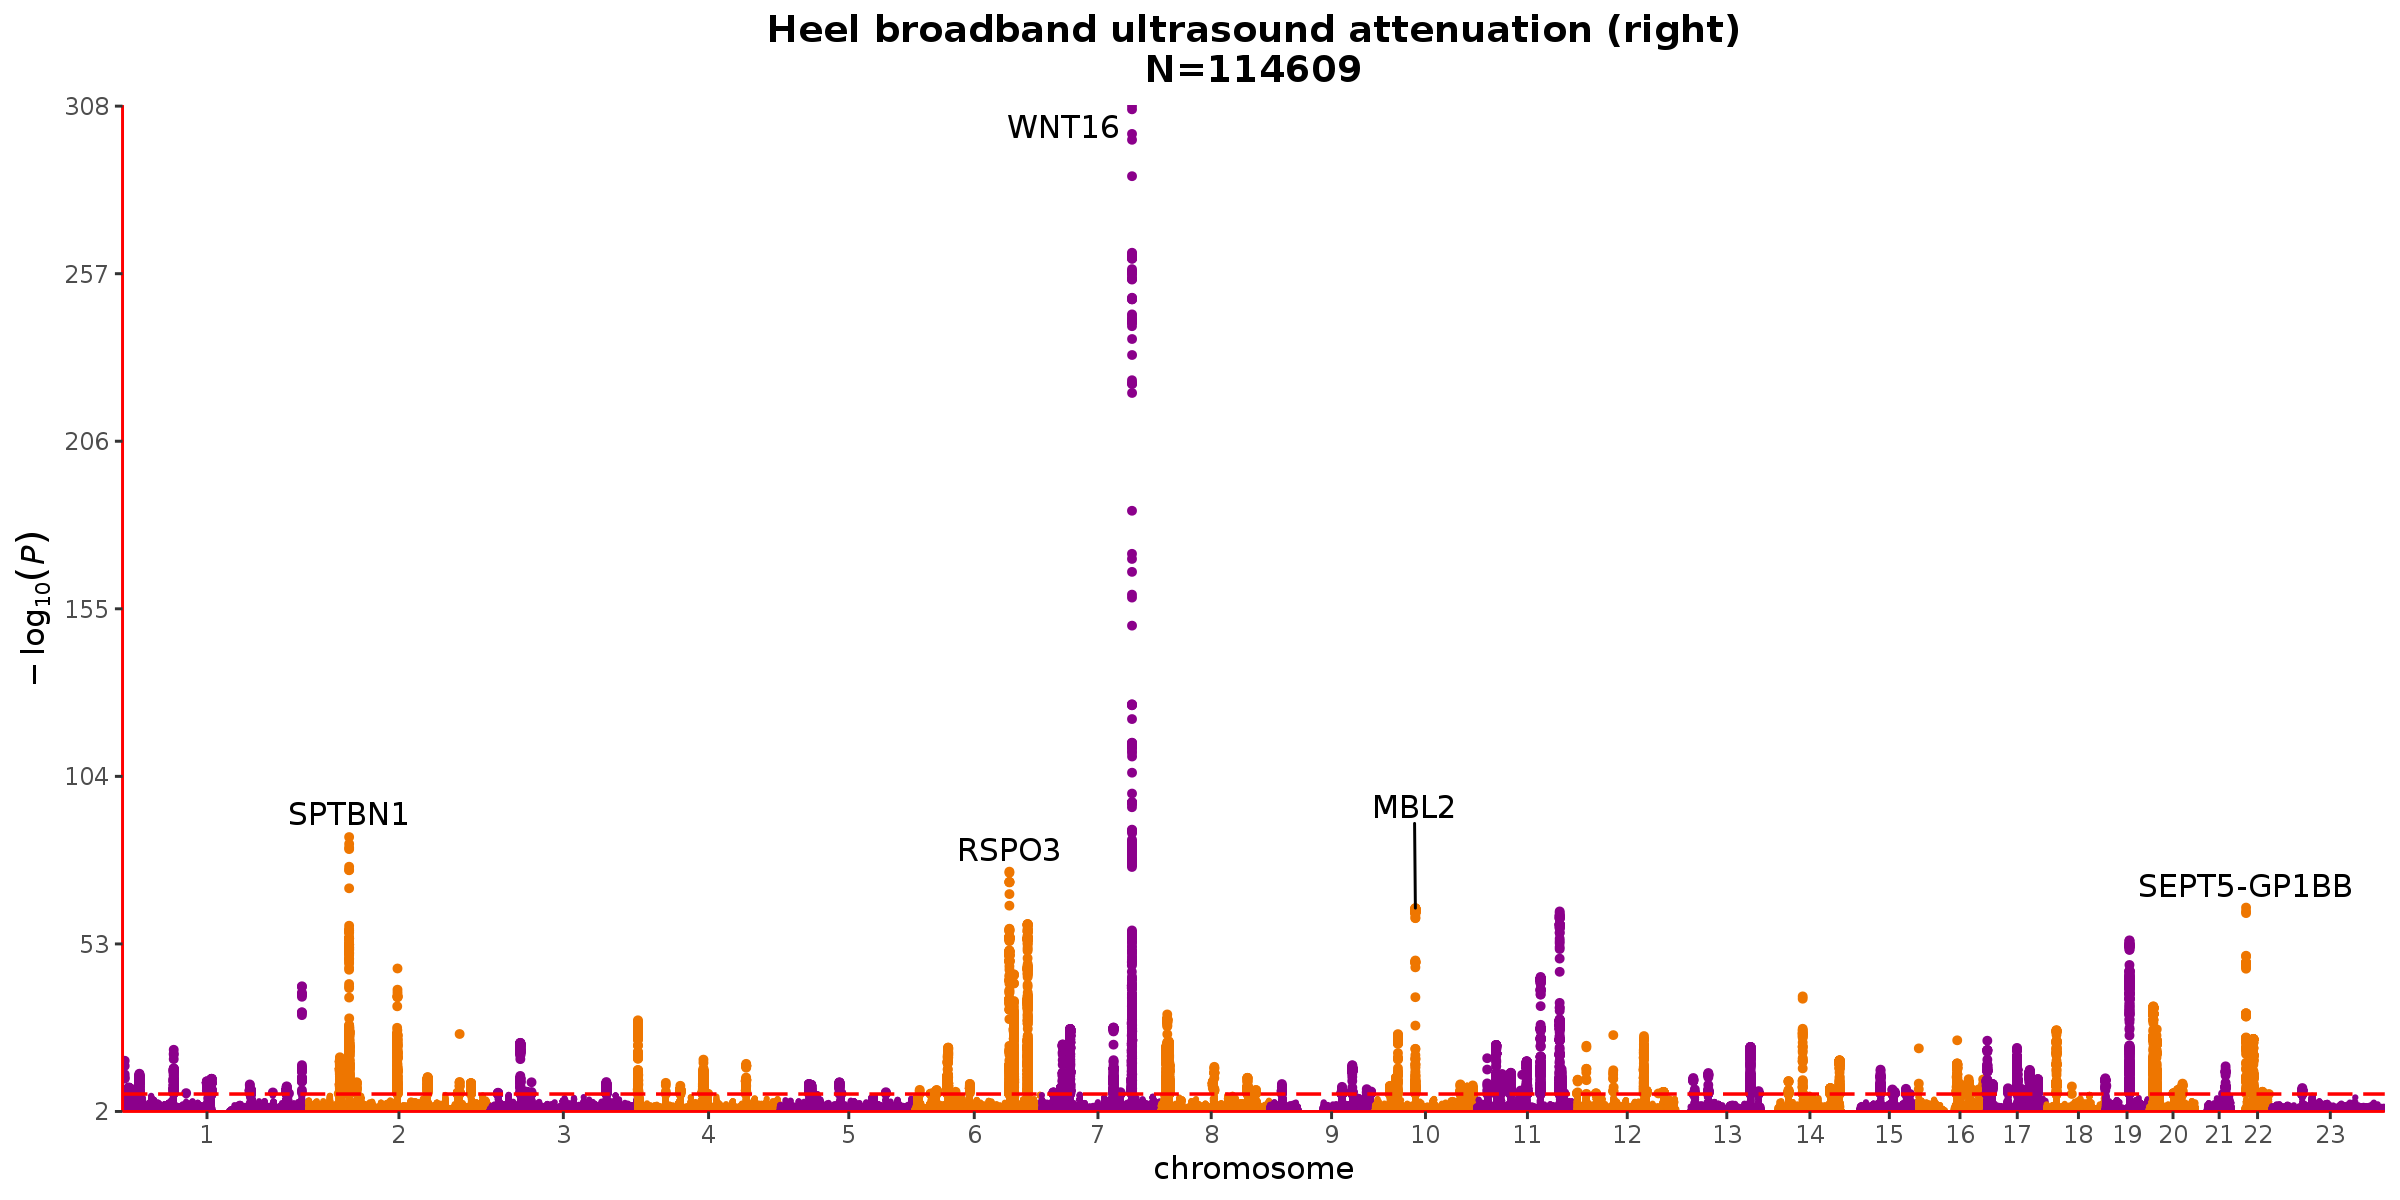 Heel broadband ultrasound attenuation (right)
N=114609
308
257
206
155
104
53
2
−log₁₀(P)
WNT16
SPTBN1
MBL2
RSPO3
SEPT5-GP1BB
1 2 3 4 5 6 7 8 9 10 11 12 13 14 15 16 17 18 19 20 21 22 23
chromosome